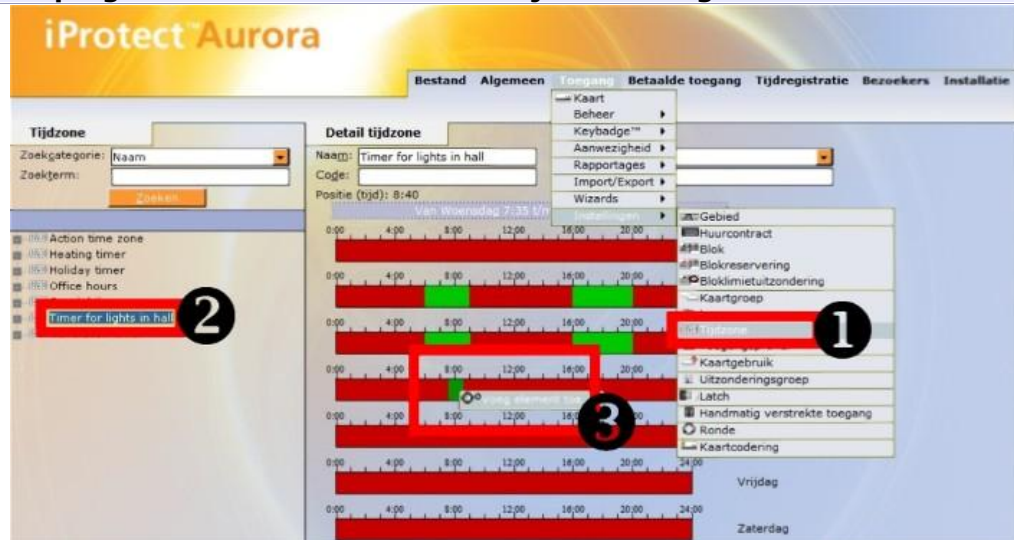 iProtect™Aurora
Bestand Algemeen Toegang Betaalde toegang Tijdregistratie Bezoekers Installatie
Kaart
Beheer
Keybadge™
Aanwezigheid
Rapportages
Import/Export
Wizards
Instellingen
Gebied
Huurcontract
Blok
Blokreservering
Bloklimietuitzondering
Kaartgroep
Tijdzone
1
Kaartgebruik
Uitzonderingsgroep
Latch
Handmatig verstrekte toegang
Ronde
Kaartcodering
Tijdzone
Zoekcategorie: Naam
Zoekterm:
Zoeken
Action time zone
Heating timer
Holiday timer
Office hours
Timer for lights in hall
2
Detail tijdzone
Naam: Timer for lights in hall
Code:
Positie (tijd): 8:40
Van Woensdag 7:35 t/m
0:00 4:00 8:00 12:00 16:00 20:00
0:00 4:00 8:00 12:00 16:00 20:00
0:00 4:00 8:00 12:00 16:00 20:00
0:00 4:00 8:00 12:00 16:00 20:00
Voeg element toe
3
0:00 4:00 8:00 12:00 16:00 20:00
0:00 4:00 8:00 12:00 16:00 20:00 24:00
Vrijdag
0:00 4:00 8:00 12:00 16:00 20:00 24:00
Zaterdag